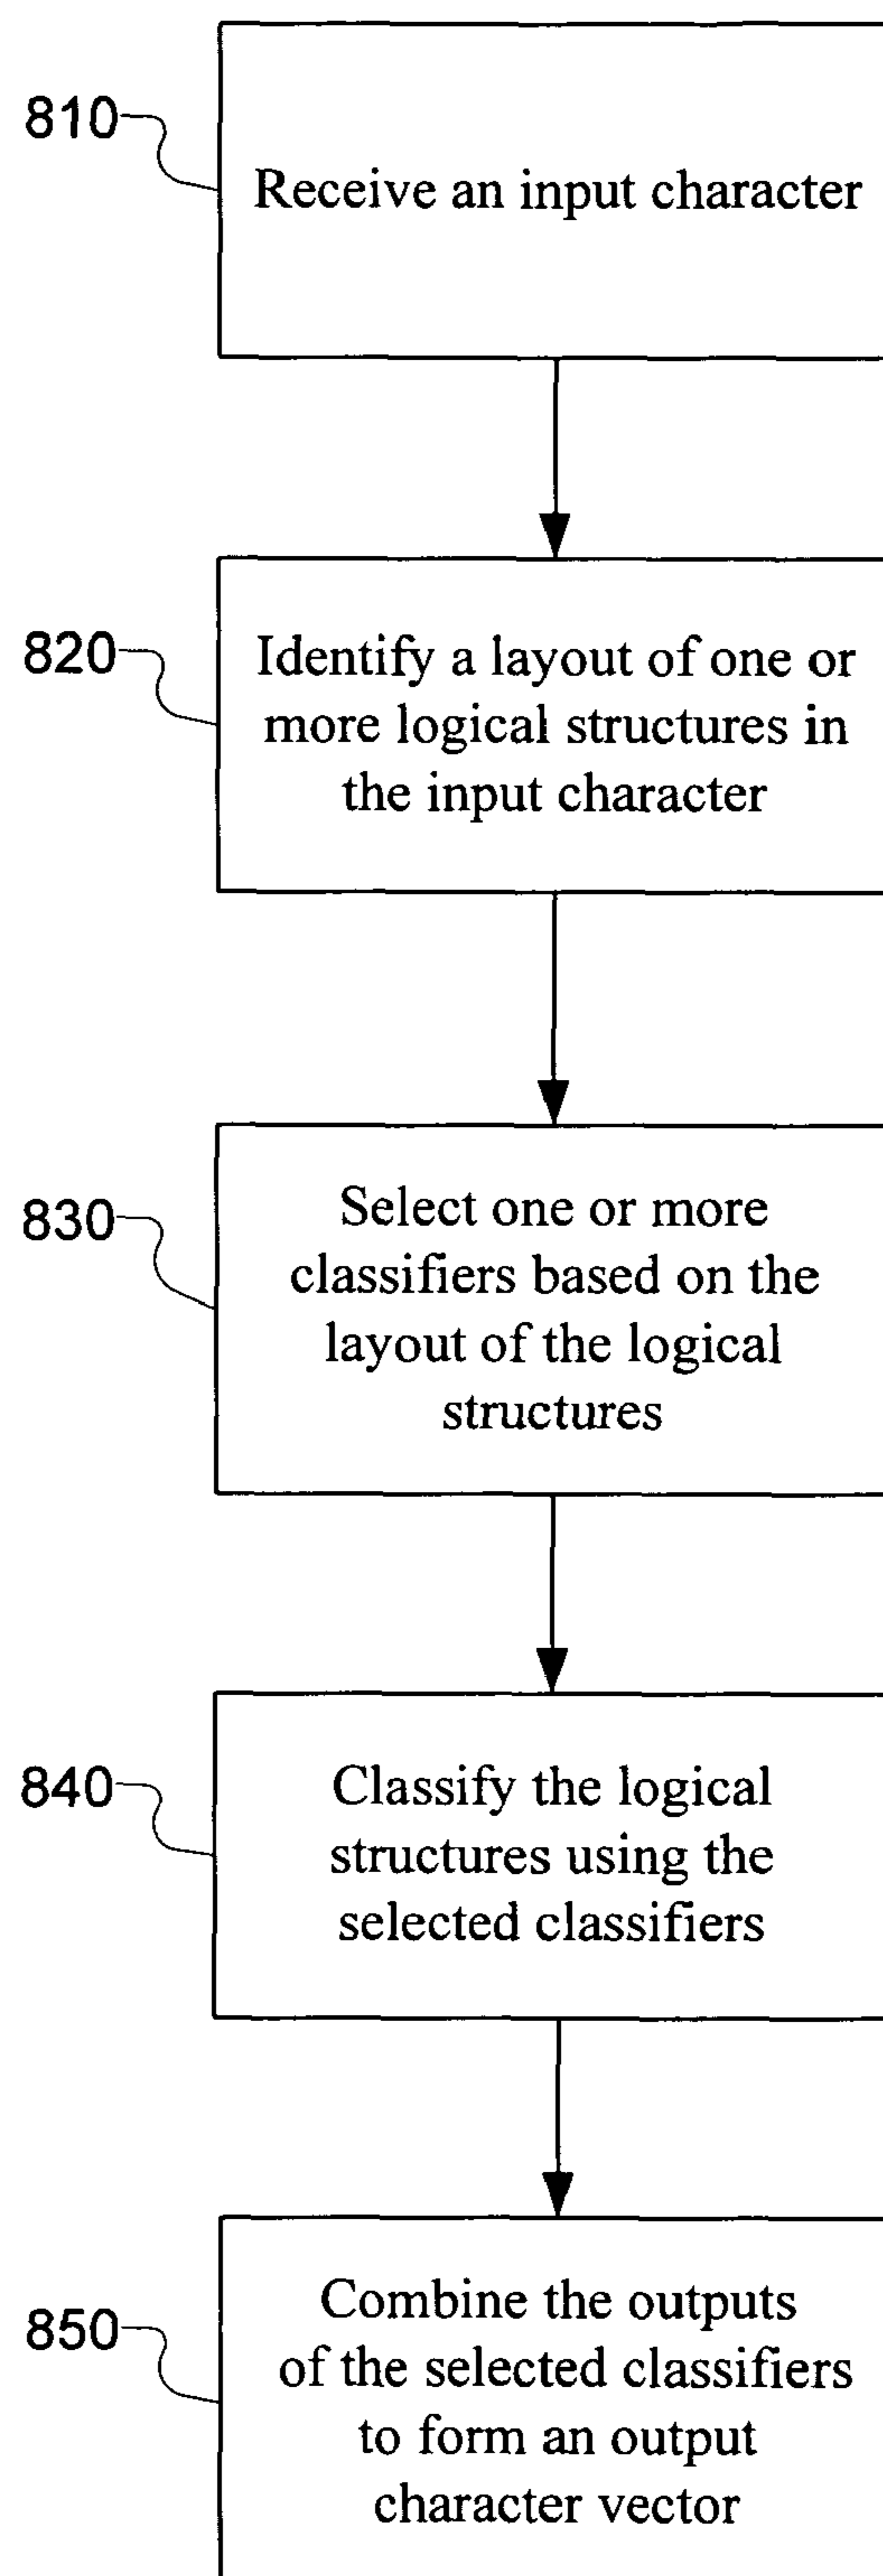 810
Receive an input character
820
Identify a layout of one or
more logical structures in
the input character
830
Select one or more
classifiers based on the
layout of the logical
structures
840
Classify the logical
structures using the
selected classifiers
850
Combine the outputs
of the selected classifiers
to form an output
character vector